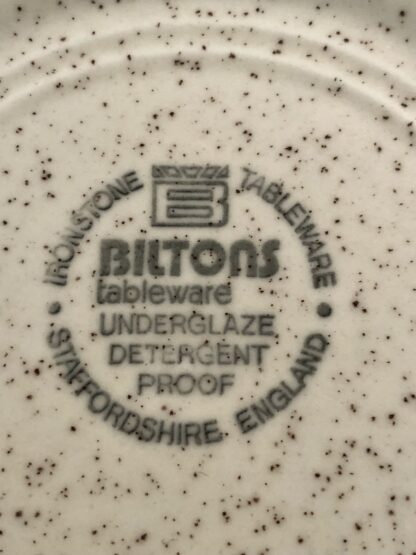 IRONSTONE TABLEWARE
B
BILTONS
tableware
UNDERGLAZE
DETERGENT
PROOF
• STAFFORDSHIRE ENGLAND •